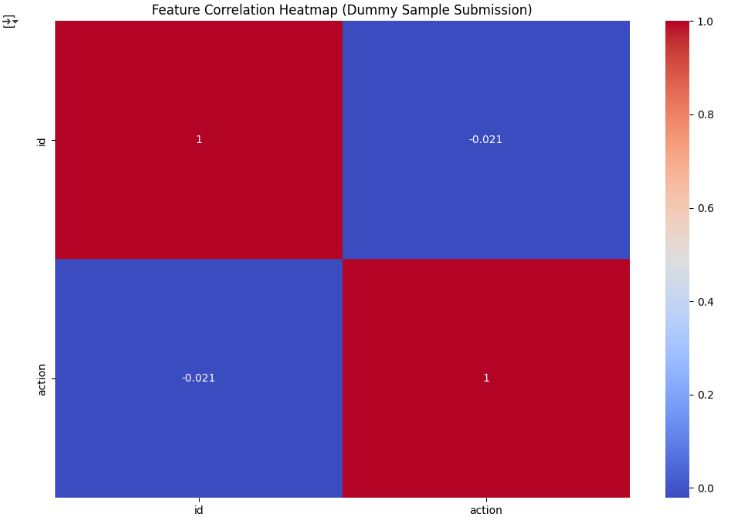 Feature Correlation Heatmap (Dummy Sample Submission)
1.0
id
1
-0.021
0.8
0.6
0.4
action
-0.021
1
0.2
0.0
id
action